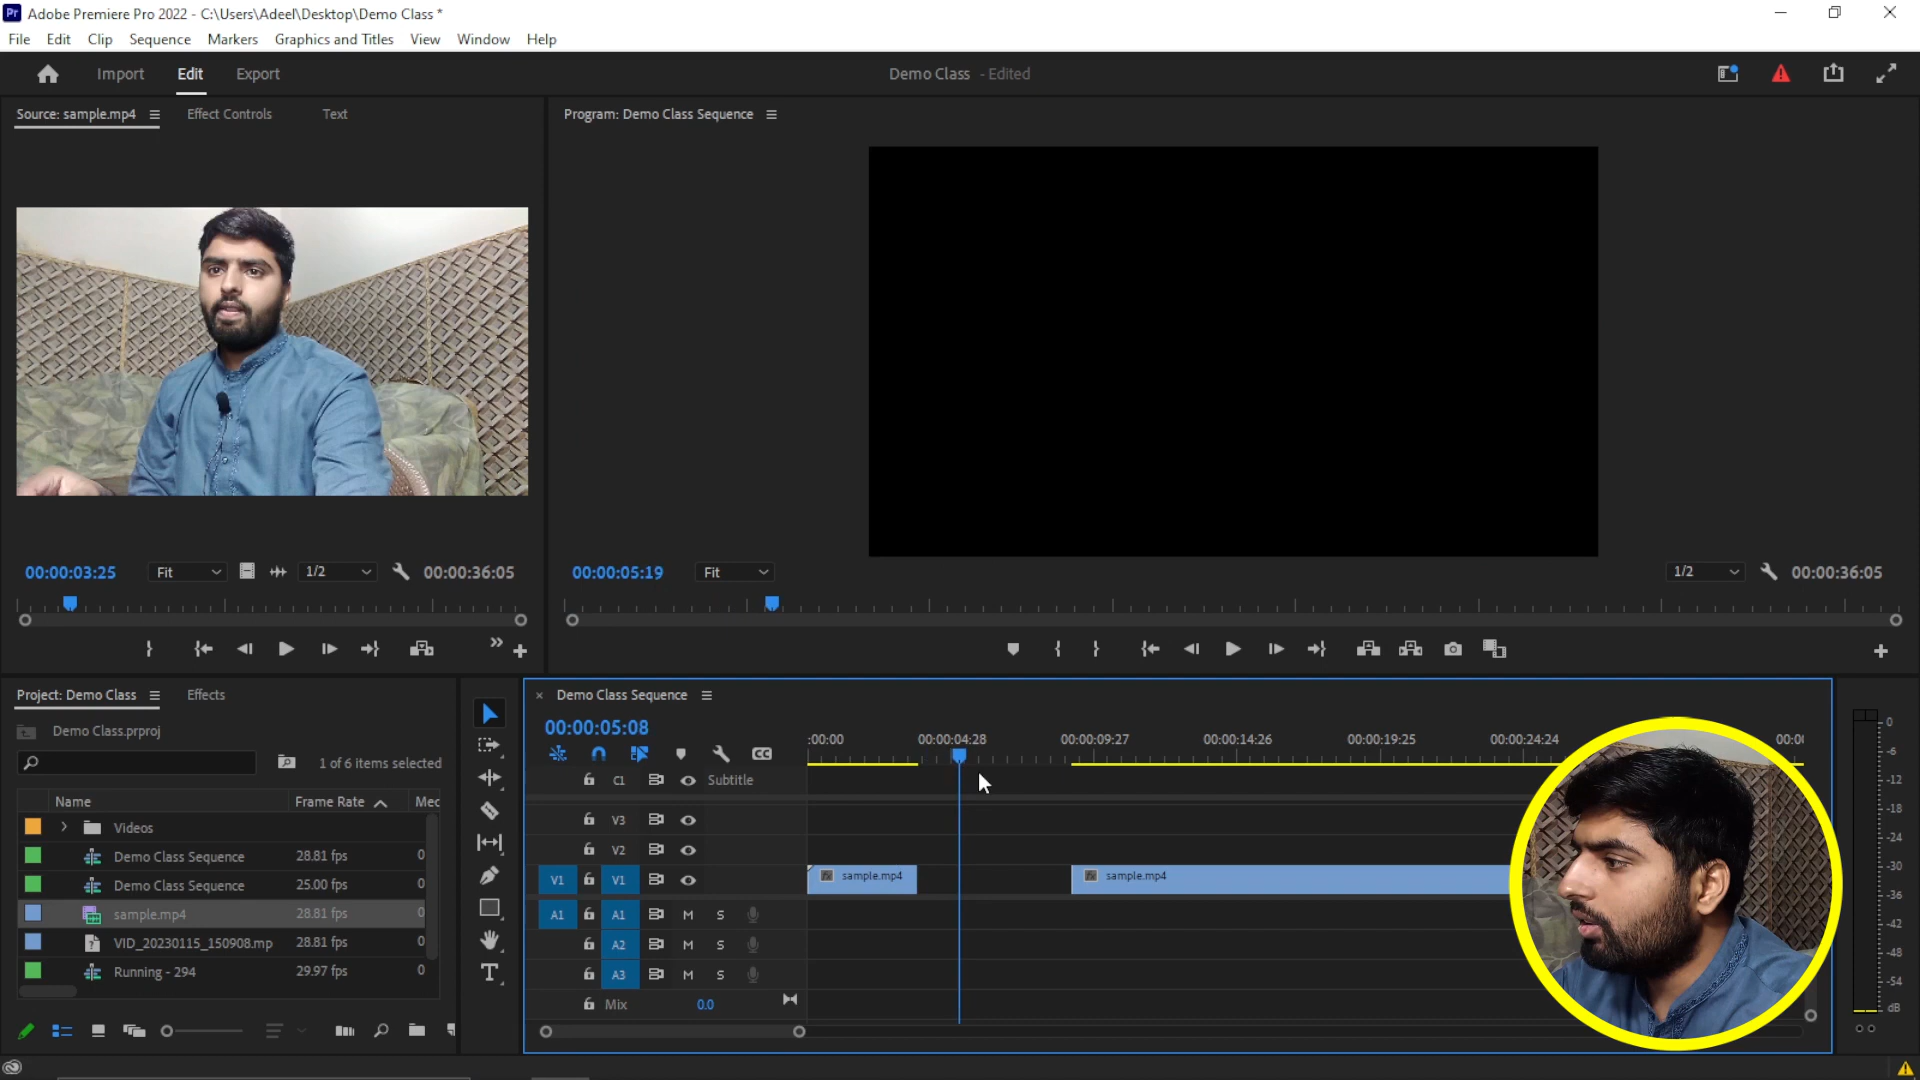 Pr Adobe Premiere Pro 2022 - C:\Users\Adeel\Desktop\Demo Class *
File Edit Clip Sequence Markers Graphics and Titles View Window Help
Import Edit Export Demo Class - Edited
Source: sample.mp4 Effect Controls Text
Program: Demo Class Sequence
00:00:03:25 Fit 1/2 00:00:36:05
00:00:05:19 Fit 1/2 00:00:36:05
Project: Demo Class Effects
Demo Class.prproj
1 of 6 items selected
Name Frame Rate Mec
Videos
Demo Class Sequence 28.81 fps 0
Demo Class Sequence 25.00 fps 0
sample.mp4 28.81 fps 0
VID_20230115_150908.mp 28.81 fps 0
Running - 294 29.97 fps 0
Demo Class Sequence
00:00:05:08
:00:00 00:00:04:28 00:00:09:27 00:00:14:26 00:00:19:25 00:00:24:24 00:0
CC
C1 Subtitle
V3
V2
V1 V1 fx sample.mp4 fx sample.mp4
A1 A1 M S
A2 M S
A3 M S
Mix 0.0
0
-6
-12
-18
-24
-30
-36
-42
-48
-54
dB